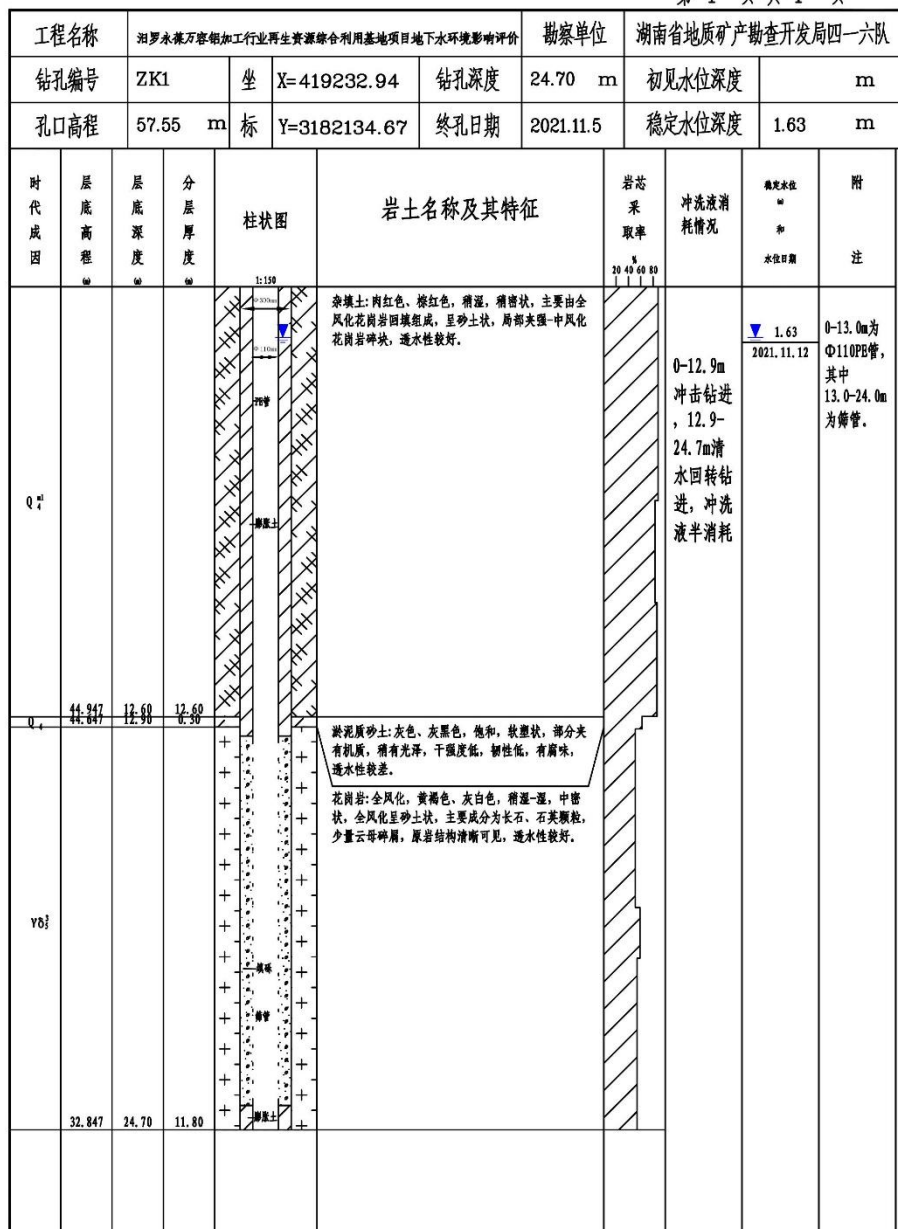 第 1 页 共 1 页
工程名称 汨罗永葆万容铝加工行业再生资源综合利用基地项目地下水环境影响评价 勘察单位 湖南省地质矿产勘查开发局四一六队
钻孔编号 ZK1 坐 X=419232.94 钻孔深度 24.70 m 初见水位深度 m
孔口高程 57.55 m 标 Y=3182134.67 终孔日期 2021.11.5 稳定水位深度 1.63 m
时代成因
层底高程 (m)
层底深度 (m)
分层厚度 (m)
柱状图
1:150
岩土名称及其特征
岩芯采取率
%
20 40 60 80
冲洗液消
耗情况
稳定水位
(m)
和
水位日期
附
注
Φ110mm
PE管
膨胀土
Q 4 ml
44.947 12.60 12.60
杂填土:肉红色、棕红色,稍湿,稍密状,主要由全
风化花岗岩回填组成,呈砂土状,局部夹强-中风化
花岗岩碎块,透水性较好。
0-12.9m
冲击钻进
,12.9-
24.7m清
水回转钻
进,冲洗
液半消耗
1.63
2021.11.12
0-13.0m为
Φ110PE管,
其中
13.0-24.0m
为筛管。
Q 4
44.647 12.90 0.30
淤泥质砂土:灰色、灰黑色,饱和,软塑状,部分夹
有机质,稍有光泽,干强度低,韧性低,有腐味,
透水性较差。
花岗岩:全风化,黄褐色、灰白色,稍湿-湿,中密
状,全风化呈砂土状,主要成分为长石、石英颗粒,
少量云母碎屑,原岩结构清晰可见,透水性较好。
γδ 3 5
填砾
筛管
膨胀土
32.847 24.70 11.80